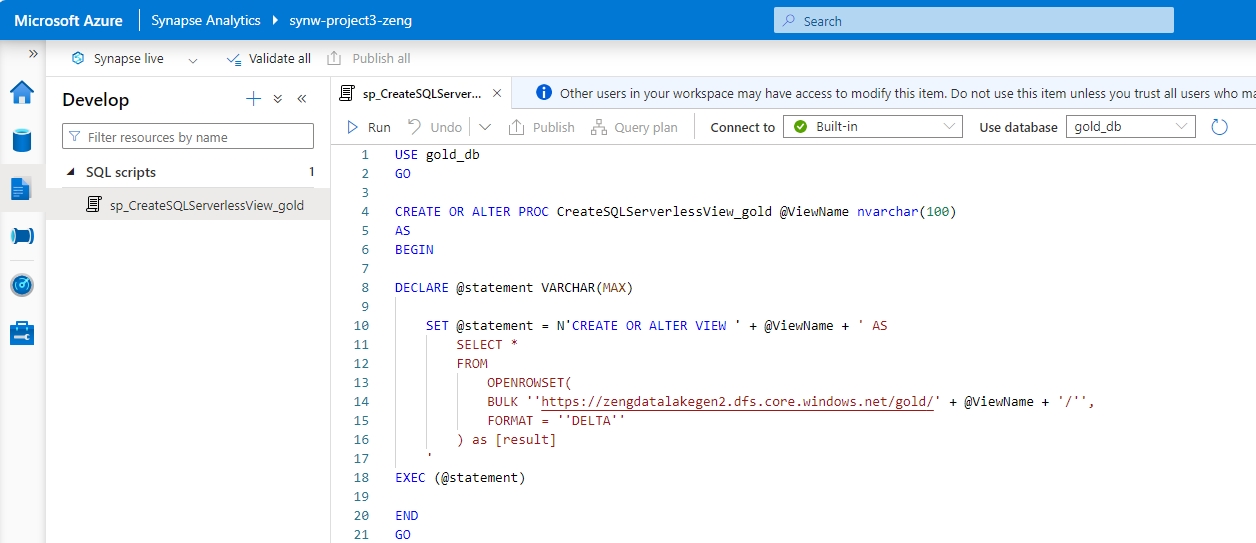 Microsoft Azure Synapse Analytics synw-project3-zeng Search
Synapse live Validate all Publish all
Develop
Filter resources by name
SQL scripts 1
sp_CreateSQLServerlessView_gold
sp_CreateSQLServer...
Other users in your workspace may have access to modify this item. Do not use this item unless you trust all users who ma
Run Undo Publish Query plan Connect to Built-in Use database gold_db
1 USE gold_db
2 GO
3
4 CREATE OR ALTER PROC CreateSQLServerlessView_gold @ViewName nvarchar(100)
5 AS
6 BEGIN
7
8 DECLARE @statement VARCHAR(MAX)
9
10 SET @statement = N'CREATE OR ALTER VIEW ' + @ViewName + ' AS
11 SELECT *
12 FROM
13 OPENROWSET(
14 BULK ''https://zengdatalakegen2.dfs.core.windows.net/gold/' + @ViewName + '/'',
15 FORMAT = ''DELTA''
16 ) as [result]
17 '
18 EXEC (@statement)
19
20 END
21 GO